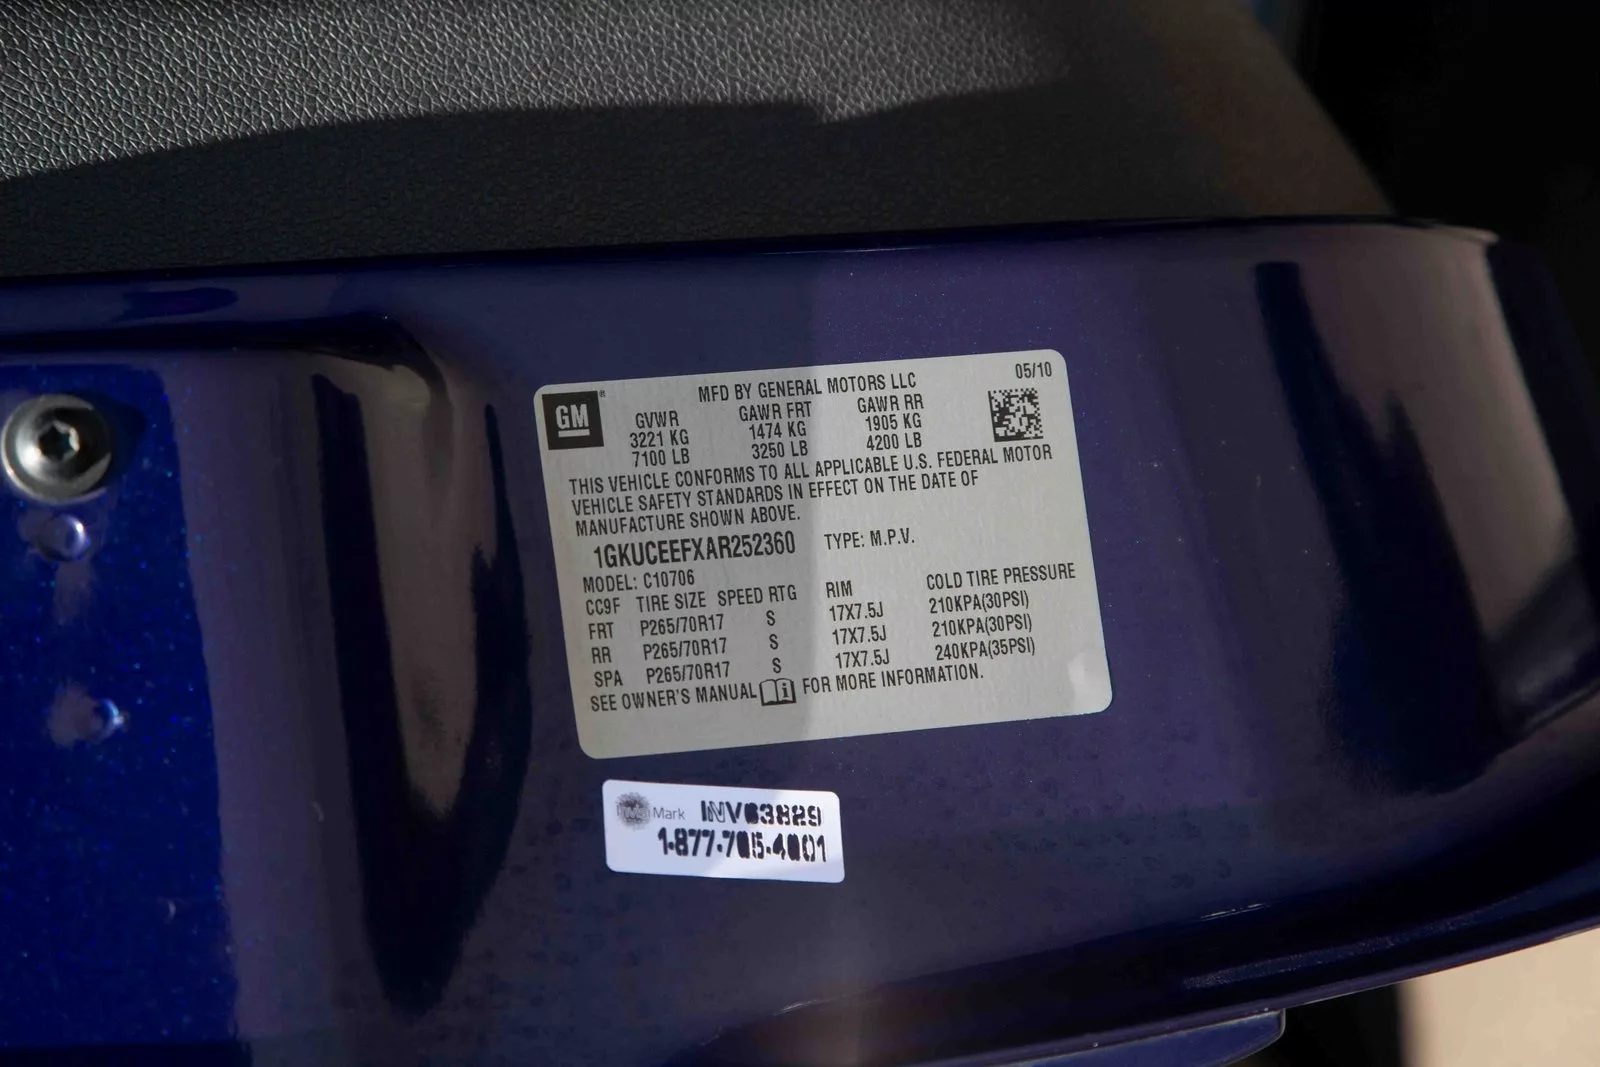 MFD BY GENERAL MOTORS LLC 05/10
GM®
GVWR GAWR FRT GAWR RR
3221 KG 1474 KG 1905 KG
7100 LB 3250 LB 4200 LB
THIS VEHICLE CONFORMS TO ALL APPLICABLE U.S. FEDERAL MOTOR
VEHICLE SAFETY STANDARDS IN EFFECT ON THE DATE OF
MANUFACTURE SHOWN ABOVE.
1GKUCEEFXAR252360 TYPE: M.P.V.
MODEL: C10706
CC9F TIRE SIZE SPEED RTG RIM COLD TIRE PRESSURE
FRT P265/70R17 S 17X7.5J 210KPA(30PSI)
RR P265/70R17 S 17X7.5J 210KPA(30PSI)
SPA P265/70R17 S 17X7.5J 240KPA(35PSI)
SEE OWNER'S MANUAL FOR MORE INFORMATION.
Mark INV63829
1-877-705-4001